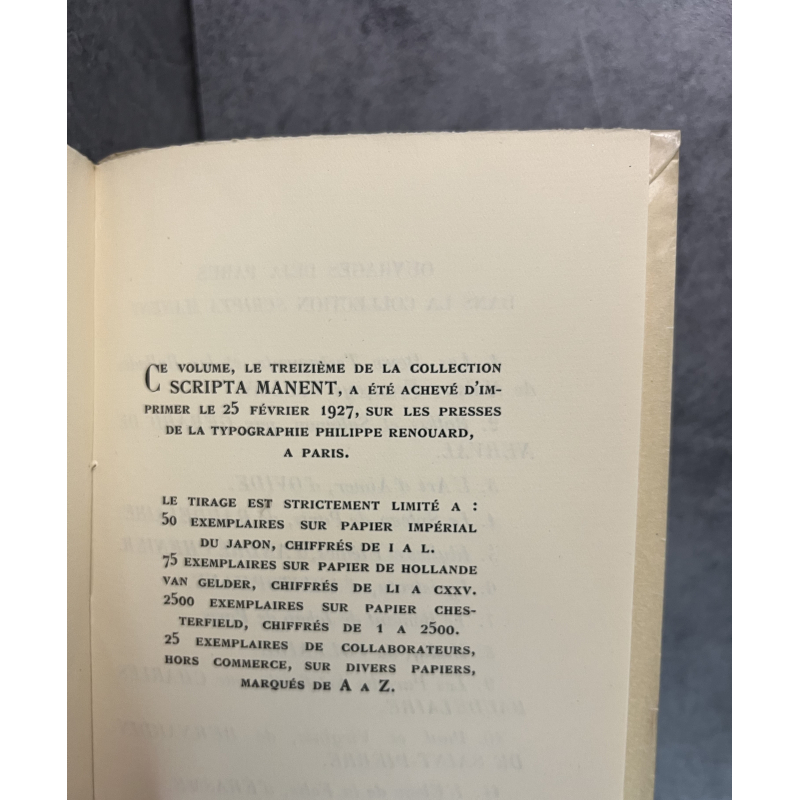 CE VOLUME, LE TREIZIÈME DE LA COLLECTION
SCRIPTA MANENT, A ÉTÉ ACHEVÉ D'IM-
PRIMER LE 25 FÉVRIER 1927, SUR LES PRESSES
DE LA TYPOGRAPHIE PHILIPPE RENOUARD,
A PARIS.
LE TIRAGE EST STRICTEMENT LIMITÉ A :
50 EXEMPLAIRES SUR PAPIER IMPÉRIAL
DU JAPON, CHIFFRÉS DE I A L.
75 EXEMPLAIRES SUR PAPIER DE HOLLANDE
VAN GELDER, CHIFFRÉS DE LI A CXXV.
2500 EXEMPLAIRES SUR PAPIER CHES-
TERFIELD, CHIFFRÉS DE 1 A 2500.
25 EXEMPLAIRES DE COLLABORATEURS,
HORS COMMERCE, SUR DIVERS PAPIERS,
MARQUÉS DE A A Z.